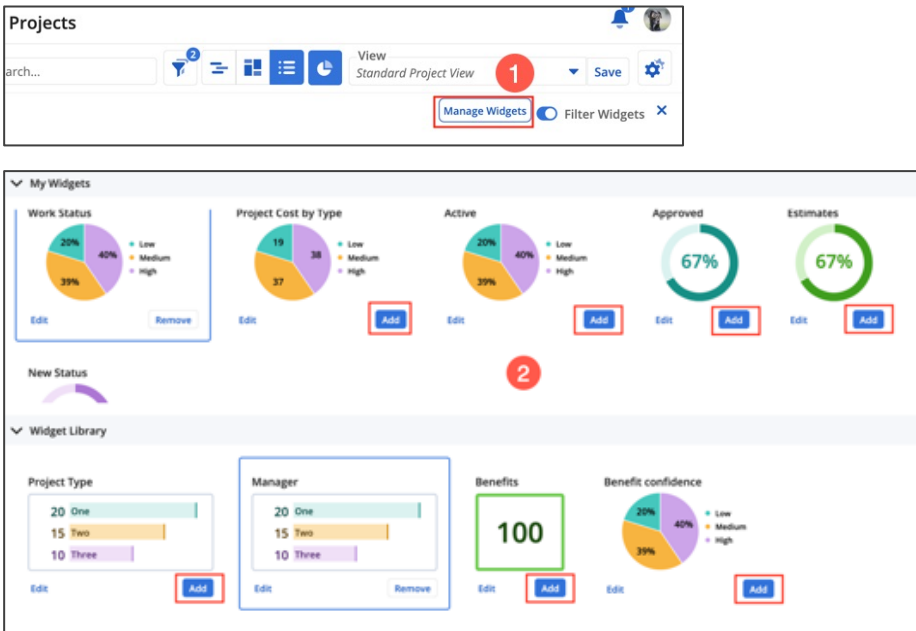 Projects
2
arch...
View
Standard Project View
1
Save
Manage Widgets
Filter Widgets
My Widgets
Work Status
Project Cost by Type
Active
Approved
Estimates
20%
40%
39%
Low
Medium
High
19
38
37
Low
Medium
High
20%
40%
39%
Low
Medium
High
67%
67%
Edit
Remove
Edit
Add
Edit
Add
Edit
Add
Edit
Add
New Status
2
Widget Library
Project Type
Manager
Benefits
Benefit confidence
20 One
15 Two
10 Three
20 One
15 Two
10 Three
100
20%
40%
39%
Low
Medium
High
Edit
Add
Edit
Remove
Edit
Add
Edit
Add